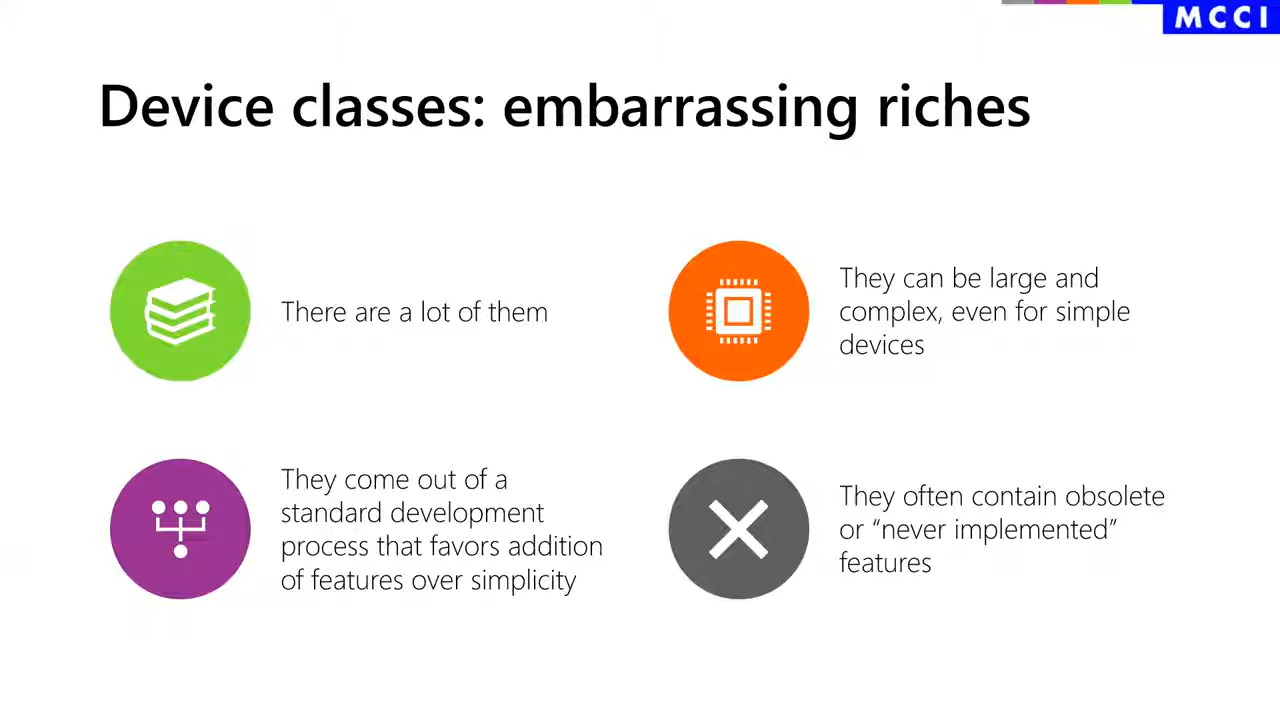 MCCI
Device classes: embarrassing riches
There are a lot of them
They can be large and
complex, even for simple
devices
They come out of a
standard development
process that favors addition
of features over simplicity
They often contain obsolete
or “never implemented”
features